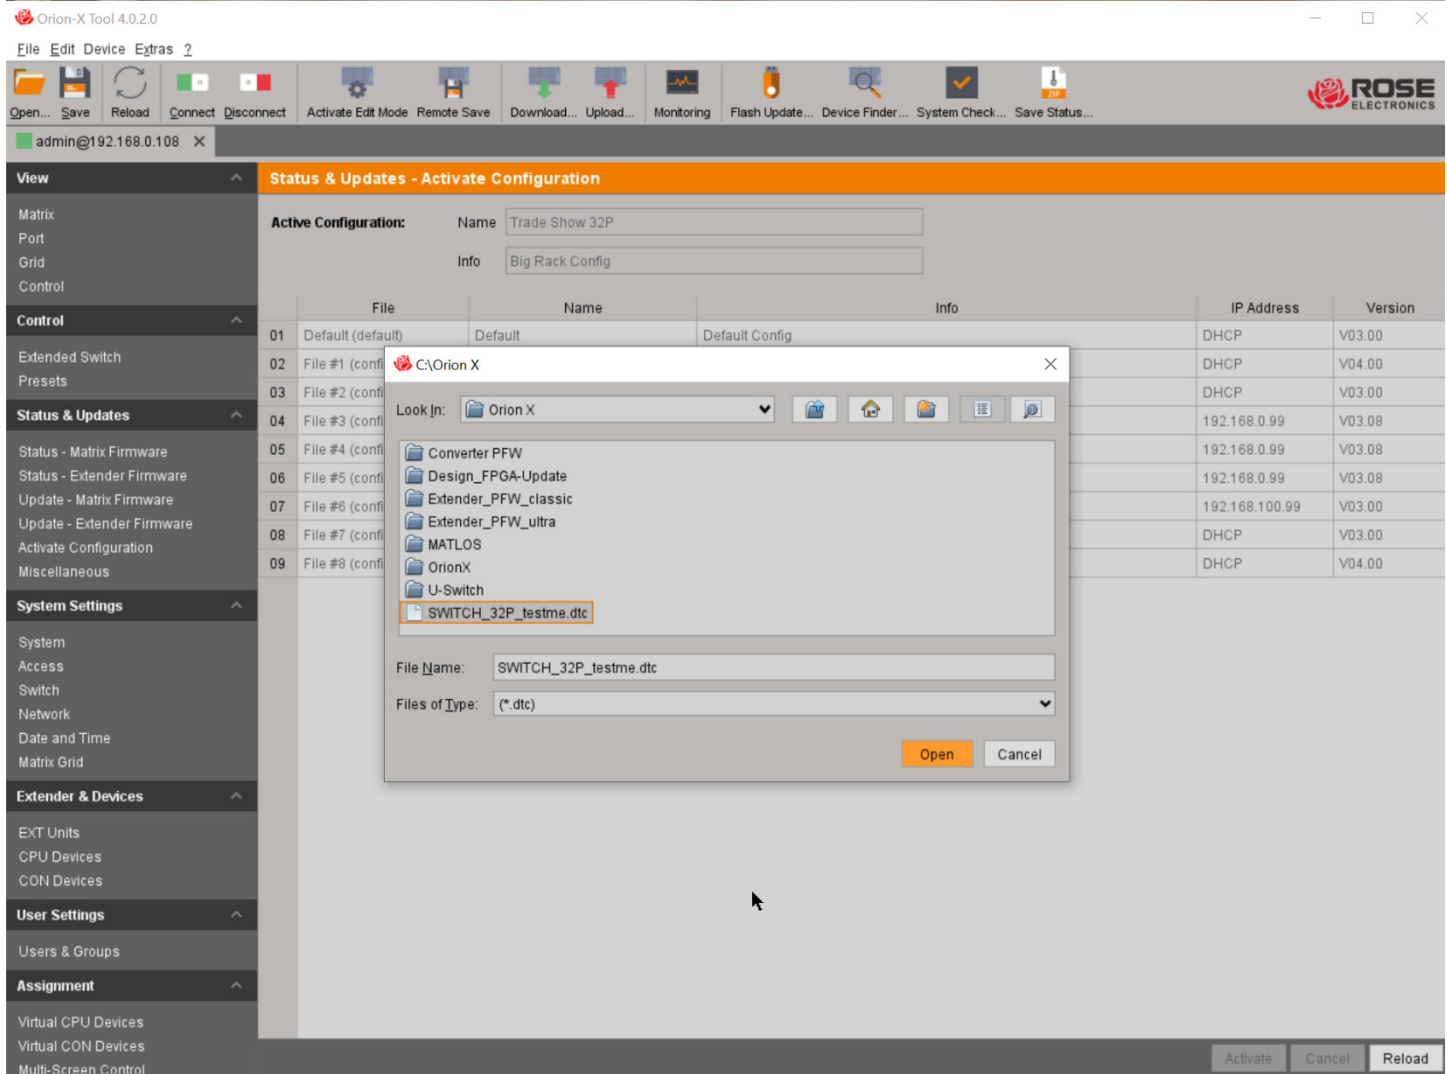 Orion-X Tool 4.0.2.0
File Edit Device Extras ?
Open... Save Reload Connect Disconnect Activate Edit Mode Remote Save Download... Upload... Monitoring Flash Update... Device Finder... System Check... ZIP Save Status...
ROSE
ELECTRONICS
admin@192.168.0.108
View
Matrix
Port
Grid
Control
Control
Extended Switch
Presets
Status & Updates
Status - Matrix Firmware
Status - Extender Firmware
Update - Matrix Firmware
Update - Extender Firmware
Activate Configuration
Miscellaneous
System Settings
System
Access
Switch
Network
Date and Time
Matrix Grid
Extender & Devices
EXT Units
CPU Devices
CON Devices
User Settings
Users & Groups
Assignment
Virtual CPU Devices
Virtual CON Devices
Multi-Screen Control
Status & Updates - Activate Configuration
Active Configuration: Name Trade Show 32P
Info Big Rack Config
File Name Info IP Address Version
01 Default (default) Default Default Config DHCP V03.00
02 File #1 (confi DHCP V04.00
03 File #2 (confi DHCP V03.00
04 File #3 (confi 192.168.0.99 V03.08
05 File #4 (confi 192.168.0.99 V03.08
06 File #5 (confi 192.168.0.99 V03.08
07 File #6 (confi 192.168.100.99 V03.00
08 File #7 (confi DHCP V03.00
09 File #8 (confi DHCP V04.00
C:\Orion X
Look In: Orion X
Converter PFW
Design_FPGA-Update
Extender_PFW_classic
Extender_PFW_ultra
MATLOS
OrionX
U-Switch
SWITCH_32P_testme.dtc
File Name: SWITCH_32P_testme.dtc
Files of Type: (*.dtc)
Open Cancel
Activate Cancel Reload